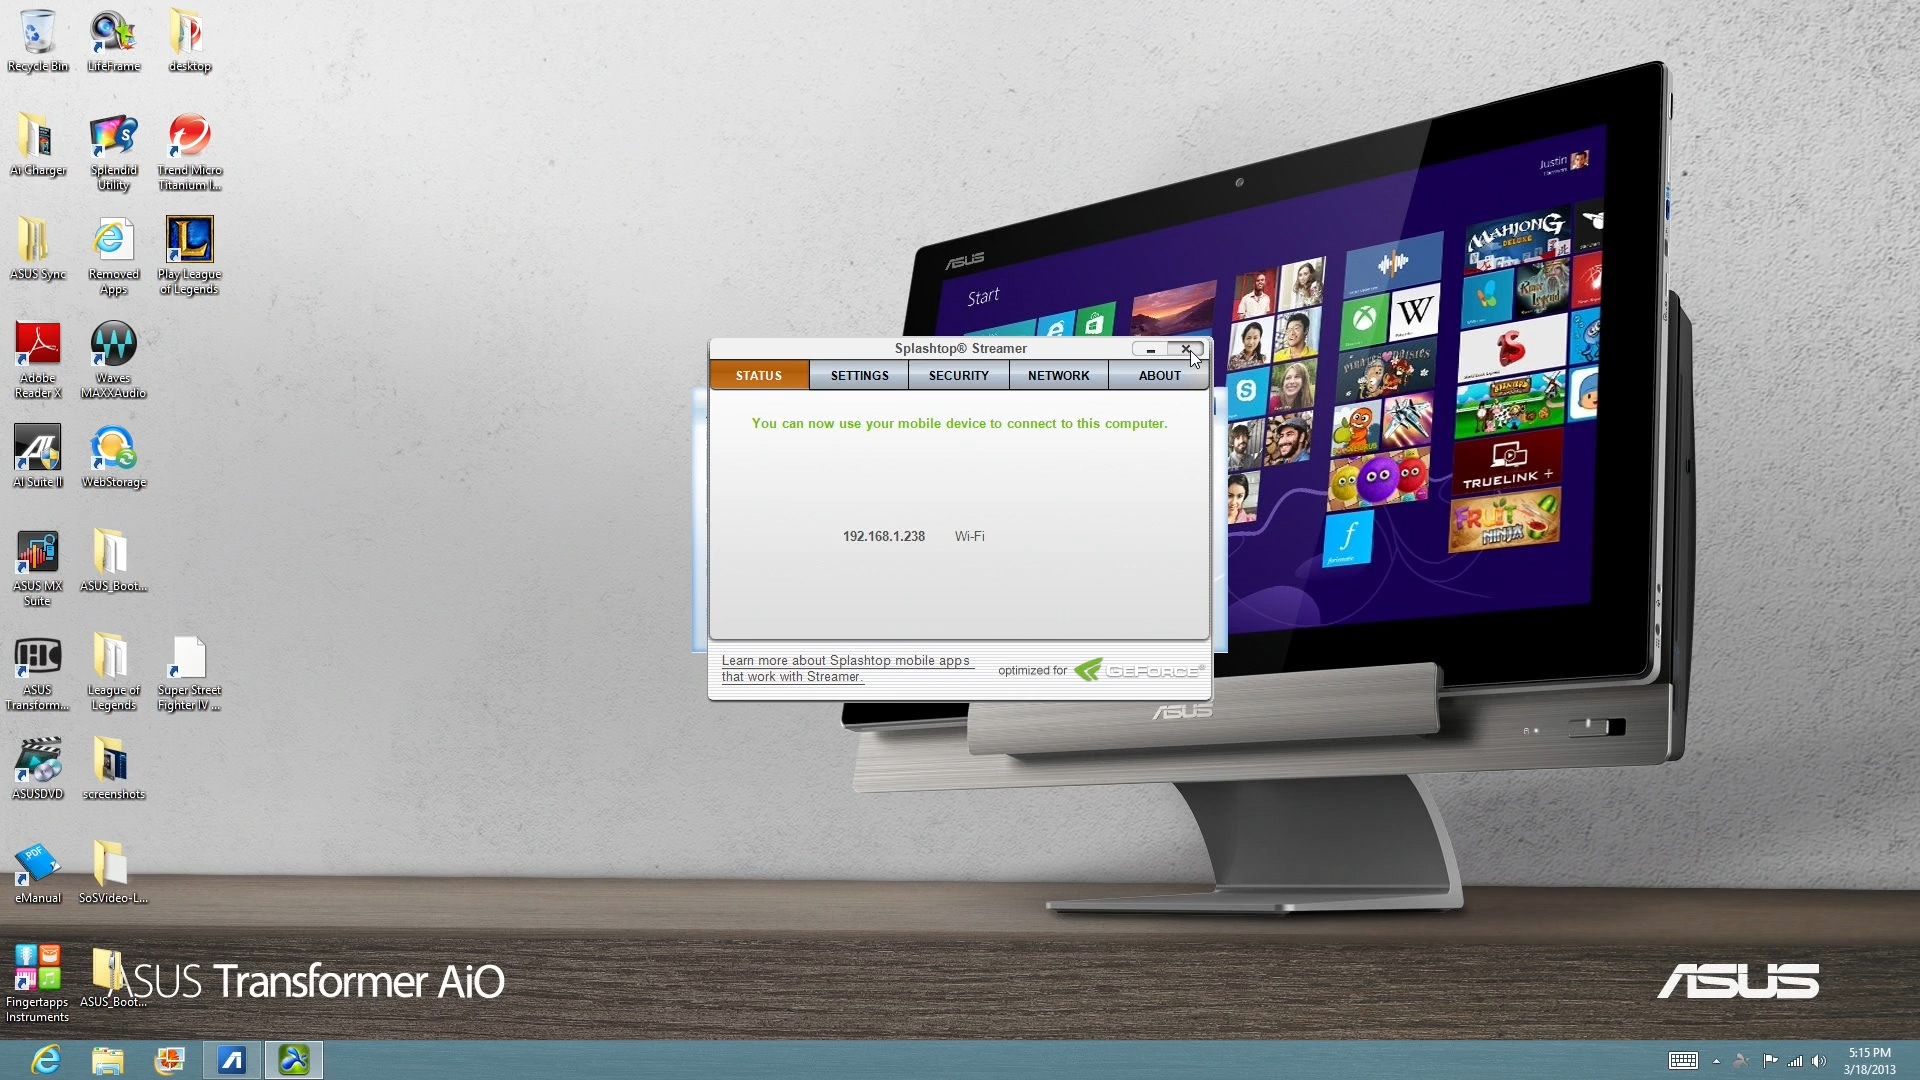 Recycle Bin
LifeFrame
desktop
Ai Charger
Splendid
Utility
Trend Micro
Titanium I...
ASUS Sync
Removed
Apps
Play League
of Legends
Adobe
Reader X
Waves
MAXXAudio
AI Suite II
WebStorage
ASUS MX
Suite
ASUS_Boot...
ASUS
Transform...
League of
Legends
Super Street
Fighter IV ...
ASUSDVD
screenshots
PDF
eManual
SoSVideo-L...
Fingertapps
Instruments
ASUS_Boot...
ASUS Transformer AiO
ASUS
Start
Justin
MAHJONG
DELUXE
W
PIRATES DAISIES
TRUELINK +
FRUIT
NINJA
Splashtop® Streamer
STATUS
SETTINGS
SECURITY
NETWORK
ABOUT
You can now use your mobile device to connect to this computer.
192.168.1.238 Wi-Fi
Learn more about Splashtop mobile apps
that work with Streamer.
optimized for GEFORCE®
ASUS
ASUS
5:15 PM
3/18/2013